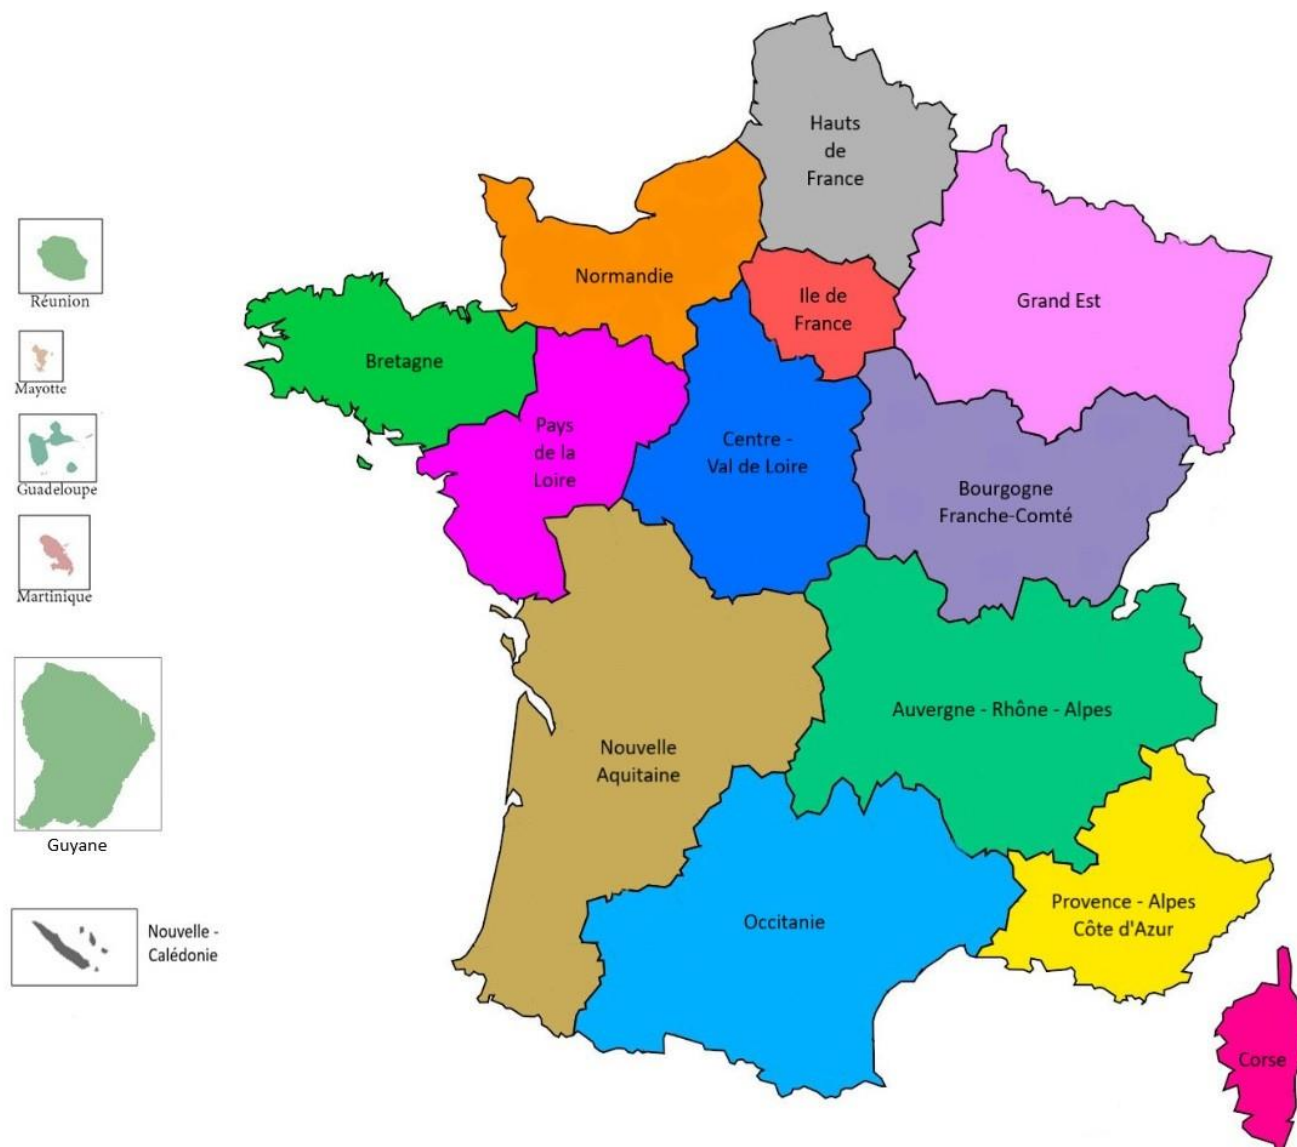 Hauts
de
France
Normandie
Ile de
France
Grand Est
Bretagne
Pays
de la
Loire
Centre -
Val de Loire
Bourgogne
Franche-Comté
Nouvelle
Aquitaine
Auvergne - Rhône - Alpes
Occitanie
Provence - Alpes
Côte d'Azur
Corse
Réunion
Mayotte
Guadeloupe
Martinique
Guyane
Nouvelle -
Calédonie